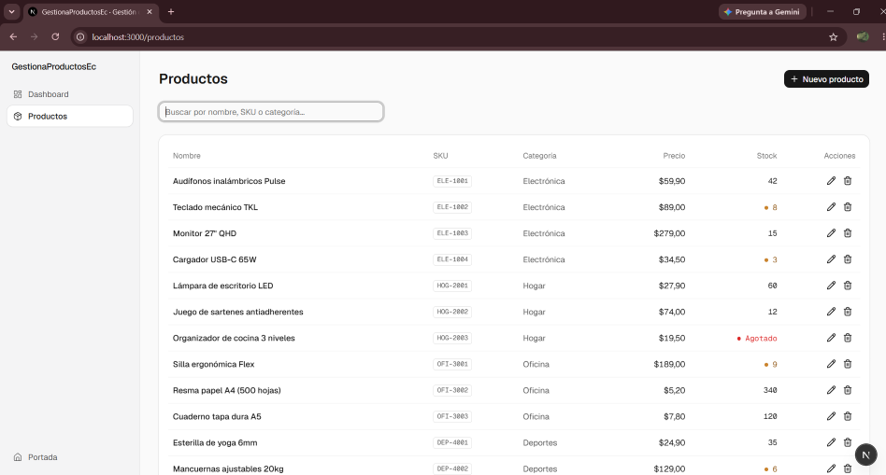 GestionaProductosEc - Gestión
Pregunta a Gemini
localhost:3000/productos
GestionaProductosEc
Dashboard
Productos
Portada
Productos
+ Nuevo producto
Buscar por nombre, SKU o categoría...
Nombre SKU Categoría Precio Stock Acciones
Audífonos inalámbricos Pulse ELE-1001 Electrónica $59,90 42
Teclado mecánico TKL ELE-1002 Electrónica $89,00 8
Monitor 27" QHD ELE-1003 Electrónica $279,00 15
Cargador USB-C 65W ELE-1004 Electrónica $34,50 3
Lámpara de escritorio LED HOG-2001 Hogar $27,90 60
Juego de sartenes antiadherentes HOG-2002 Hogar $74,00 12
Organizador de cocina 3 niveles HOG-2003 Hogar $19,50 Agotado
Silla ergonómica Flex OFI-3001 Oficina $189,00 9
Resma papel A4 (500 hojas) OFI-3002 Oficina $5,20 340
Cuaderno tapa dura A5 OFI-3003 Oficina $7,80 120
Esterilla de yoga 6mm DEP-4001 Deportes $24,90 35
Mancuernas ajustables 20kg DEP-4002 Deportes $129,00 6
N